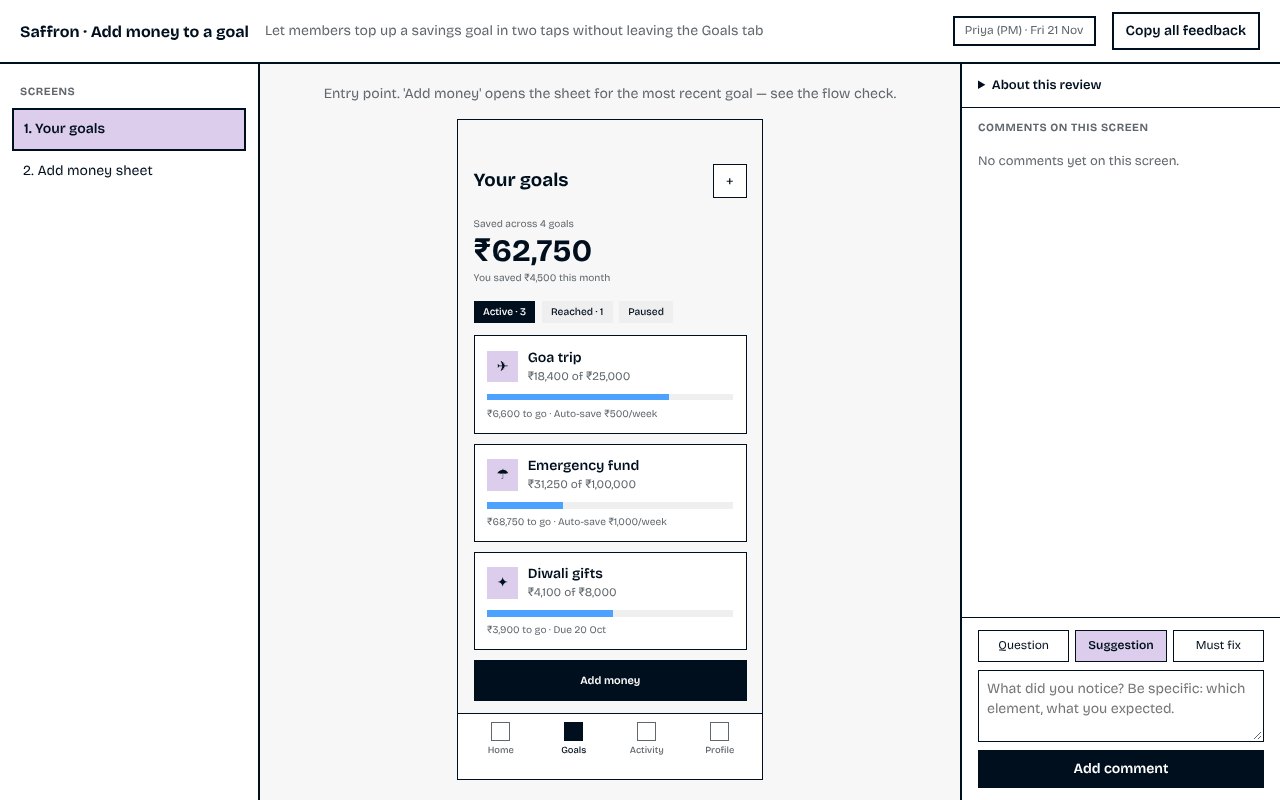 Saffron · Add money to a goal
Let members top up a savings goal in two taps without leaving the Goals tab
Priya (PM) · Fri 21 Nov
Copy all feedback
SCREENS
1. Your goals
2. Add money sheet
Entry point. 'Add money' opens the sheet for the most recent goal — see the flow check.
Your goals
+
Saved across 4 goals
₹62,750
You saved ₹4,500 this month
Active · 3
Reached · 1
Paused
Goa trip
₹18,400 of ₹25,000
₹6,600 to go · Auto-save ₹500/week
Emergency fund
₹31,250 of ₹1,00,000
₹68,750 to go · Auto-save ₹1,000/week
Diwali gifts
₹4,100 of ₹8,000
₹3,900 to go · Due 20 Oct
Add money
Home
Goals
Activity
Profile
About this review
COMMENTS ON THIS SCREEN
No comments yet on this screen.
Question
Suggestion
Must fix
What did you notice? Be specific: which
element, what you expected.
Add comment